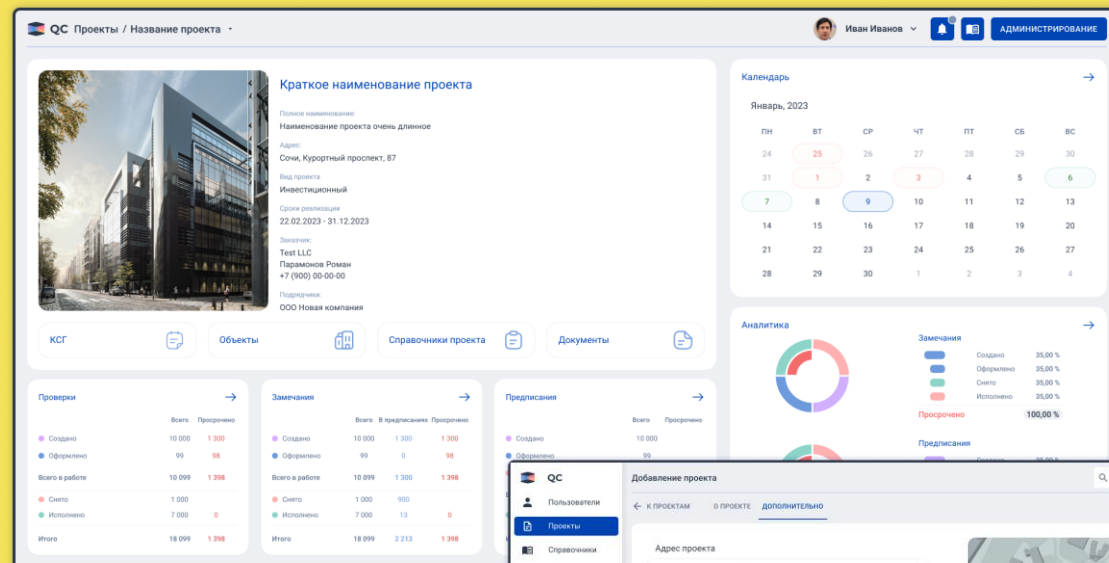 QC Проекты / Название проекта
Иван Иванов
АДМИНИСТРИРОВАНИЕ
Краткое наименование проекта
Полное наименование:
Наименование проекта очень длинное
Адрес:
Сочи, Курортный проспект, 87
Вид проекта
Инвестиционный
Сроки реализации
22.02.2023 - 31.12.2023
Заказчик:
Test LLC
Парамонов Роман
+7 (900) 00-00-00
Подрядчики:
ООО Новая компания
КСГ
Объекты
Справочники проекта
Документы
Календарь
Январь, 2023
ПН ВТ СР ЧТ ПТ СБ ВС
24 25 26 27 28 29 30
31 1 2 3 4 5 6
7 8 9 10 11 12 13
14 15 16 17 18 19 20
21 22 23 24 25 26 27
28 29 30 1 2 3 4
Аналитика
Замечания
Создано 35,00 %
Оформлено 35,00 %
Снято 35,00 %
Исполнено 35,00 %
Просрочено 100,00 %
Предписания
Проверки
Всего Просрочено
Создано 10 000 1 300
Оформлено 99 98
Всего в работе 10 099 1 398
Снято 1 000
Исполнено 7 000 0
Итого 18 099 1 398
Замечания
Всего В предписаниях Просрочено
Создано 10 000 1 300 1 300
Оформлено 99 0 98
Всего в работе 10 099 1 300 1 398
Снято 1 000 900
Исполнено 7 000 13 0
Итого 18 099 2 213 1 398
Предписания
Всего Просрочено
Создано 10 000
Оформлено 99
QC
Пользователи
Проекты
Справочники
Добавление проекта
К ПРОЕКТАМ О ПРОЕКТЕ ДОПОЛНИТЕЛЬНО
Адрес проекта